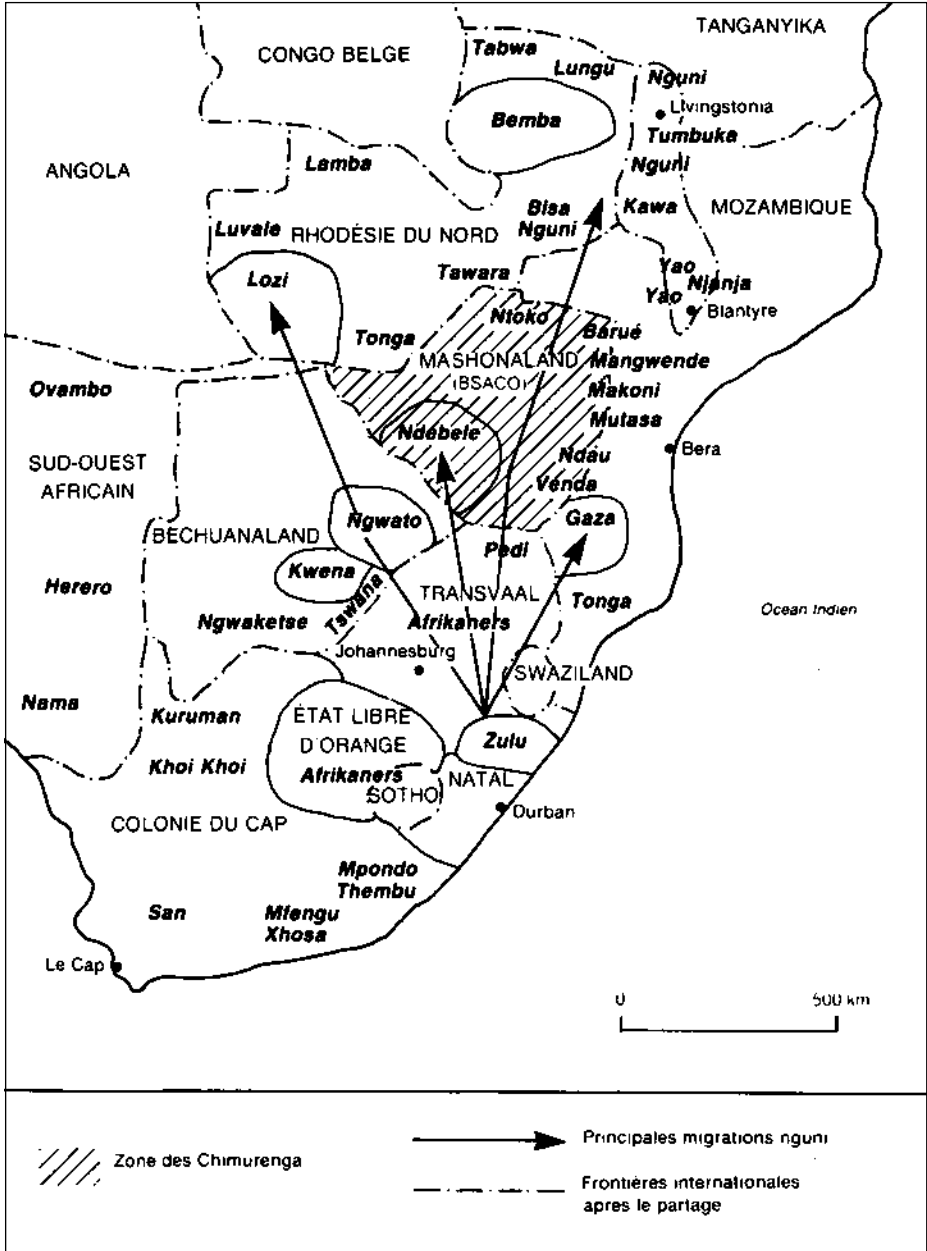 TANGANYIKA
CONGO BELGE
Tabwa
Lungu
Nguni
Livingstonia
Bemba
Tumbuka
Lamba
Nguni
ANGOLA
Bisa
Nguni
Kawa
MOZAMBIQUE
Luvale
RHODÉSIE DU NORD
Lozi
Tawara
Yao
Njanja
Yao
Blantyre
Ntoko
Tonga
Barué
MASHONALAND
(BSACO)
Mangwende
Ovambo
Makoni
Mutasa
Ndebele
Bera
SUD-OUEST
AFRICAIN
Ndau
Venda
Ngwato
Gaza
BECHUANALAND
Pedi
Kwena
Herero
Tawana
TRANSVAAL
Tonga
Ocean Indien
Ngwaketse
Afrikaners
Johannesburg
SWAZILAND
Nama
Kuruman
ÉTAT LIBRE
D'ORANGE
Zulu
Khoi Khoi
Afrikaners
NATAL
SOTHO
Durban
COLONIE DU CAP
Mpondo
Thembu
San
Mfengu
Xhosa
Le Cap
0 500 km
Zone des Chimurenga
Principales migrations nguni
Frontières internationales
apres le partage